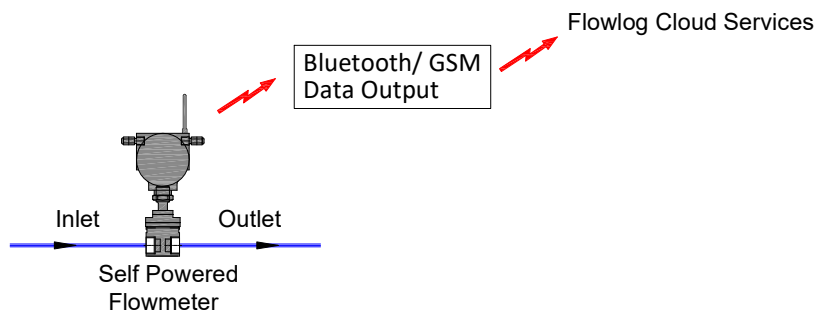 Flowlog Cloud Services
Bluetooth/ GSM
Data Output
Inlet
Outlet
Self Powered
Flowmeter